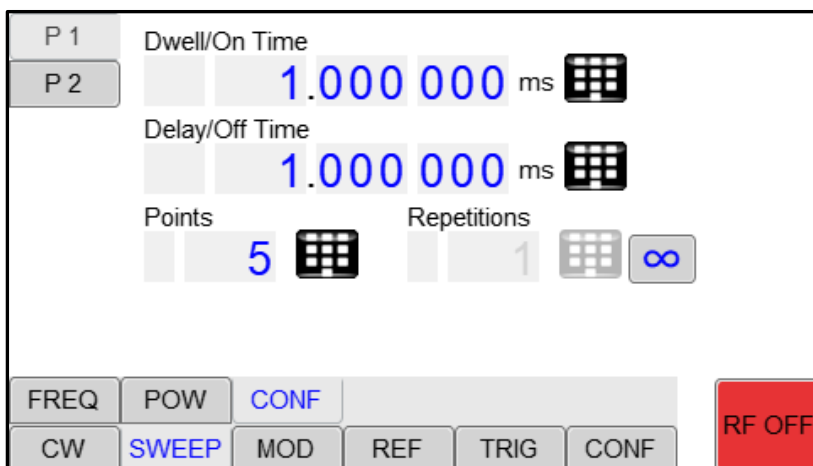 P 1
Dwell/On Time
P 2
1.000 000 ms
Delay/Off Time
1.000 000 ms
Points Repetitions
5 1 ∞
FREQ POW CONF
RF OFF
CW SWEEP MOD REF TRIG CONF